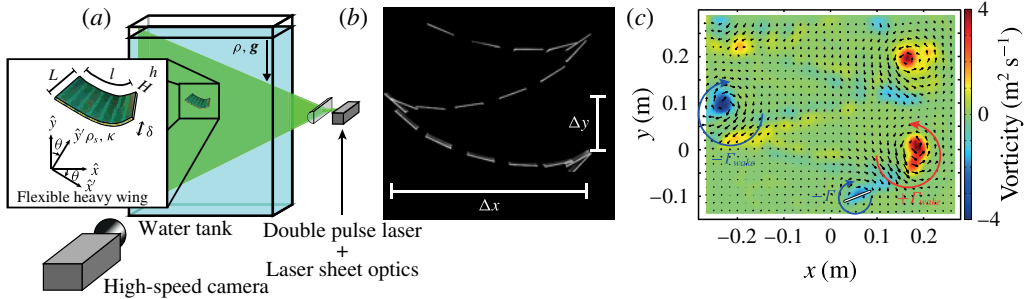 (a)
ρ, g
L
l
h
H
δ
ŷ
ŷ′
ρs, κ
θ
x̂
θ
x̂′
Flexible heavy wing
Water tank
High-speed camera
Double pulse laser
+
Laser sheet optics
(b)
Δy
Δx
(c)
0.2
0.1
0
−0.1
y (m)
−0.2
−0.1
0
0.1
0.2
x (m)
−Γwake
−Γ
+Γwake
4
0
−4
Vorticity (m² s⁻¹)